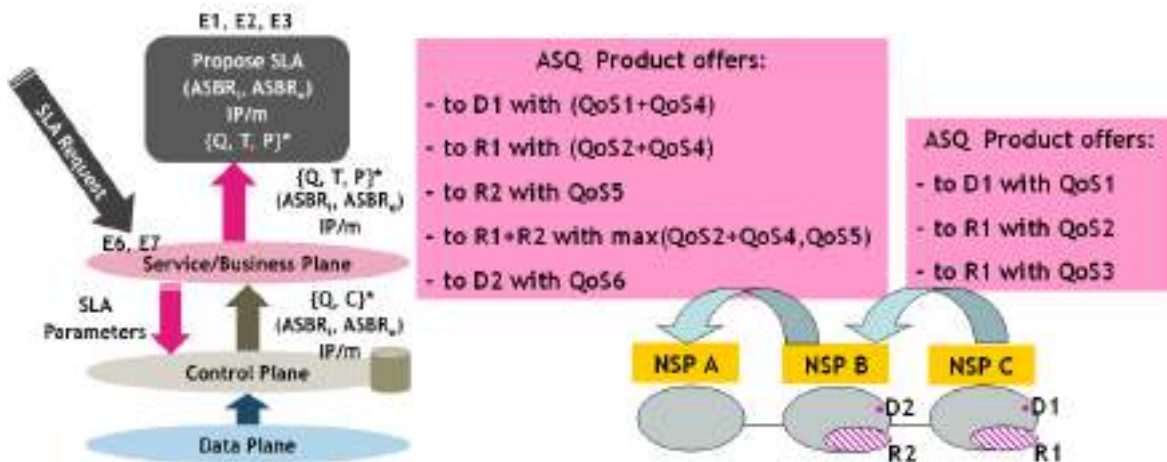 E1, E2, E3
Propose SLA
(ASBRi, ASBRe)
IP/m
{Q, T, P}*
SLA Request
{Q, T, P}*
(ASBRi, ASBRe)
IP/m
E6, E7
Service/Business Plane
SLA
Parameters
{Q, C}*
(ASBRi, ASBRe)
IP/m
Control Plane
Data Plane
ASQ Product offers:
- to D1 with (QoS1+QoS4)
- to R1 with (QoS2+QoS4)
- to R2 with QoS5
- to R1+R2 with max(QoS2+QoS4,QoS5)
- to D2 with QoS6
ASQ Product offers:
- to D1 with QoS1
- to R1 with QoS2
- to R1 with QoS3
NSP A
NSP B
NSP C
D2
D1
R2
R1